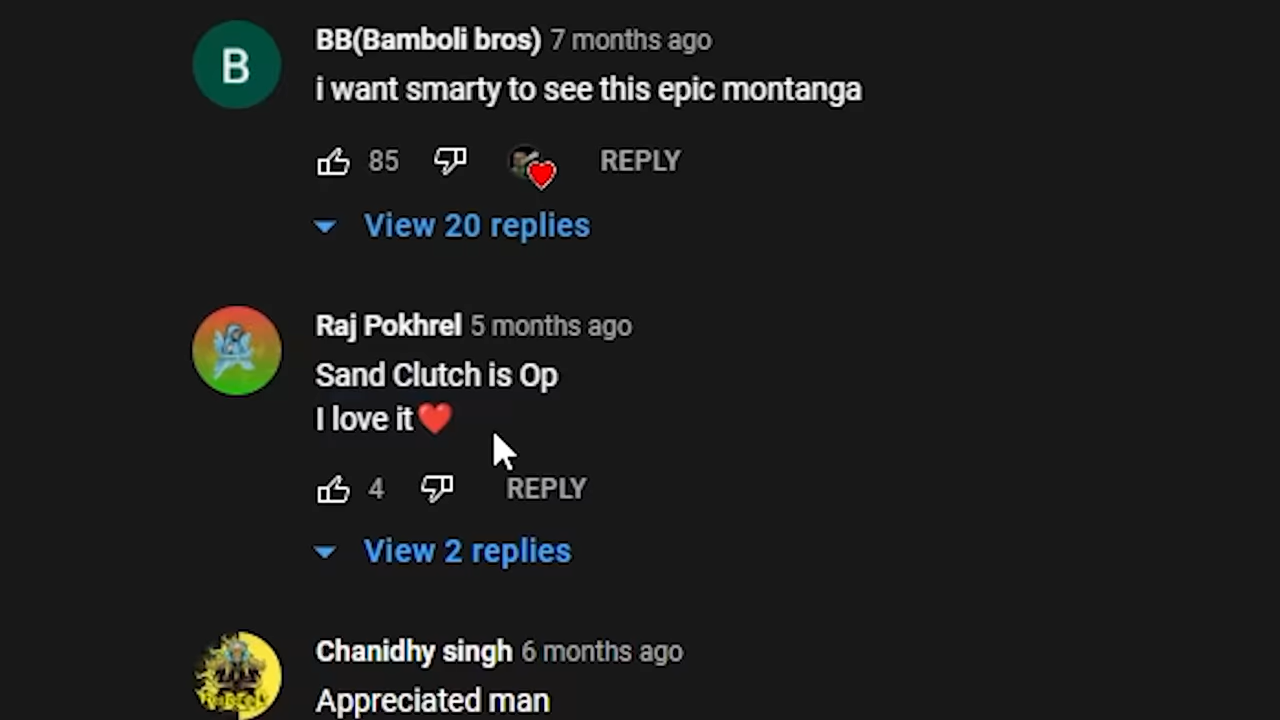 B
BB(Bamboli bros) 7 months ago
i want smarty to see this epic montanga
85 REPLY
View 20 replies
Raj Pokhrel 5 months ago
Sand Clutch is Op
I love it❤️
4 REPLY
View 2 replies
Chanidhy singh 6 months ago
Appreciated man